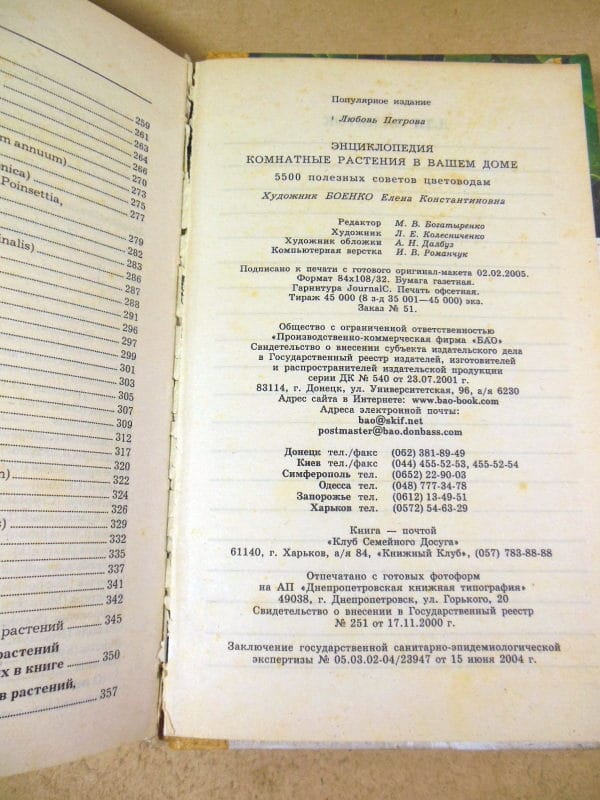 259
261
263
m annuum) 264
266
nica) 270
Poinsettia, 273
275
277
279
nalis) 282
283
286
287
288
291
296
297
299
301
303
305
307
309
312
317
320
m) 322
324
326
s) 329
332
335
337
341
342
растений 345
растений
х в книге 350
в растений,
357
Популярное издание
Любовь Петрова
ЭНЦИКЛОПЕДИЯ
КОМНАТНЫЕ РАСТЕНИЯ В ВАШЕМ ДОМЕ
5500 полезных советов цветоводам
Художник БОЕНКО Елена Константиновна
Редактор М. В. Богатыренко
Художник Л. Е. Колесниченко
Художник обложки А. Н. Далбуз
Компьютерная верстка И. В. Романчук
Подписано к печати с готового оригинал-макета 02.02.2005.
Формат 84х108/32. Бумага газетная.
Гарнитура JournalC. Печать офсетная.
Тираж 45 000 (8 з-д 35 001—45 000) экз.
Заказ № 51.
Общество с ограниченной ответственностью
«Производственно-коммерческая фирма «БАО»
Свидетельство о внесении субъекта издательского дела
в Государственный реестр издателей, изготовителей
и распространителей издательской продукции
серии ДК № 540 от 23.07.2001 г.
83114, г. Донецк, ул. Университетская, 96, а/я 6230
Адрес сайта в Интернете: www.bao-book.com
Адреса электронной почты:
bao@skif.net
postmaster@bao.donbass.com
Донецк тел./факс (062) 381-89-49
Киев тел./факс (044) 455-52-53, 455-52-54
Симферополь тел. (0652) 22-90-03
Одесса тел. (048) 777-34-78
Запорожье тел. (0612) 13-49-51
Харьков тел. (0572) 54-63-29
Книга — почтой
«Клуб Семейного Досуга»
61140, г. Харьков, а/я 84, «Книжный Клуб», (057) 783-88-88
Отпечатано с готовых фотоформ
на АП «Днепропетровская книжная типография»
49038, г. Днепропетровск, ул. Горького, 20
Свидетельство о внесении в Государственный реестр
№ 251 от 17.11.2000 г.
Заключение государственной санитарно-эпидемиологической
экспертизы № 05.03.02-04/23947 от 15 июня 2004 г.